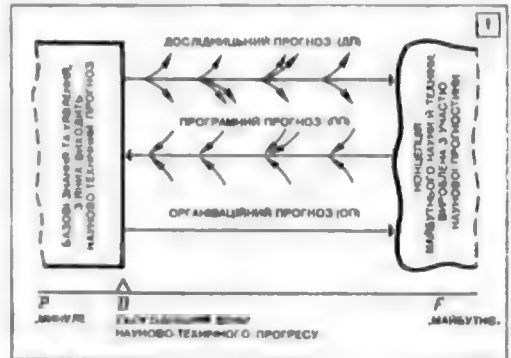 1
ДОСЛІДНИЦЬКИЙ ПРОГНОЗ (ДП)
ПРОГРАМНИЙ ПРОГНОЗ (ПП)
ОРГАНІЗАЦІЙНИЙ ПРОГНОЗ (ОП)
БАЗОВІ ЗНАННЯ ТА УЯВЛЕННЯ,
З ЯКИХ ВИХОДИТЬ
НАУКОВО-ТЕХНІЧНИЙ ПРОГНОЗ
КОНЦЕПЦІЯ
МАЙБУТНЬОГО НАУКИ Й ТЕХНІКИ,
ВИРОБЛЕНА З УЧАСТЮ
НАУКОВОЇ ПРОГНОСТИКИ
P
F
„МИНУЛЕ
„МАЙБУТНЄ
НАУКОВО-ТЕХНІЧНОГО ПРОГРЕСУ